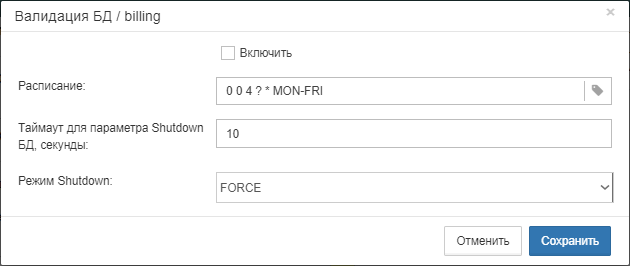 Валидация БД / billing
×
Включить
Расписание:
0 0 4 ? * MON-FRI
Таймаут для параметра Shutdown
БД, секунды:
10
Режим Shutdown:
FORCE
Отменить
Сохранить